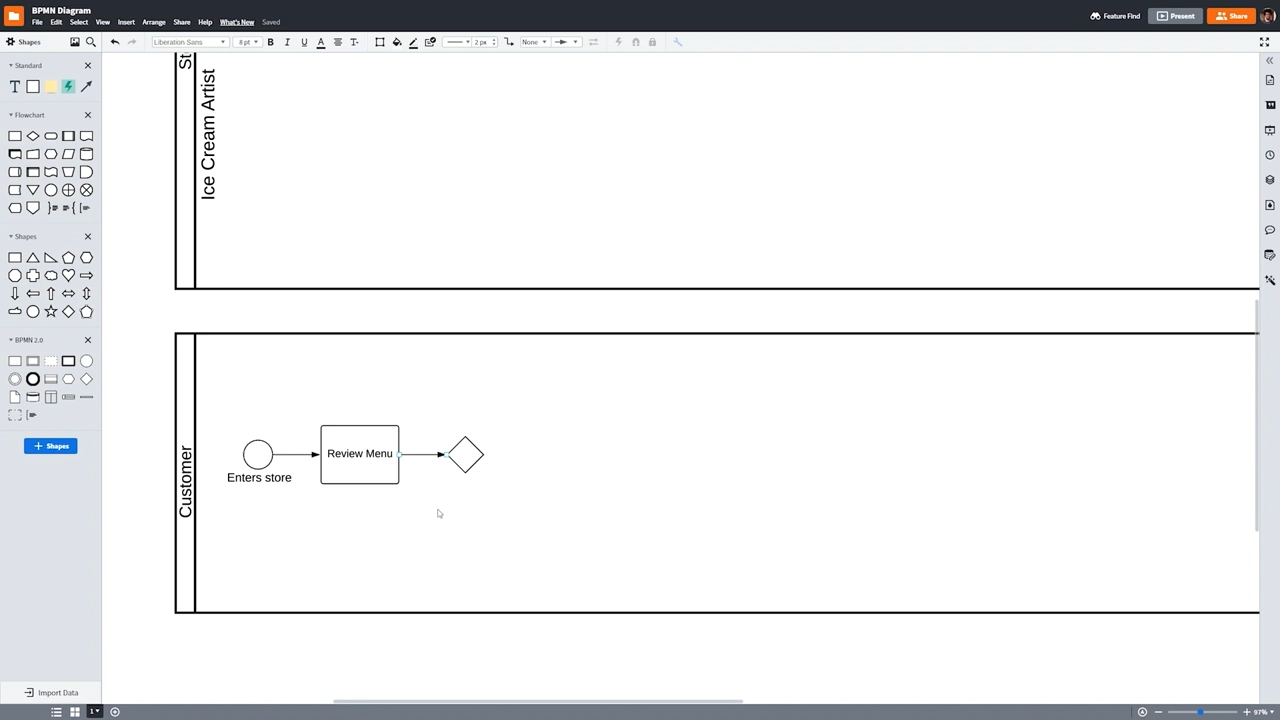 BPMN Diagram
File Edit Select View Insert Arrange Share Help What's New Saved
Feature Find
Present
Share
Shapes
Liberation Sans
8 pt
B I U A T
2 px
None
Standard
T
Flowchart
Shapes
BPMN 2.0
Shapes
Import Data
St
Ice Cream Artist
Customer
Enters store
Review Menu
1
97%